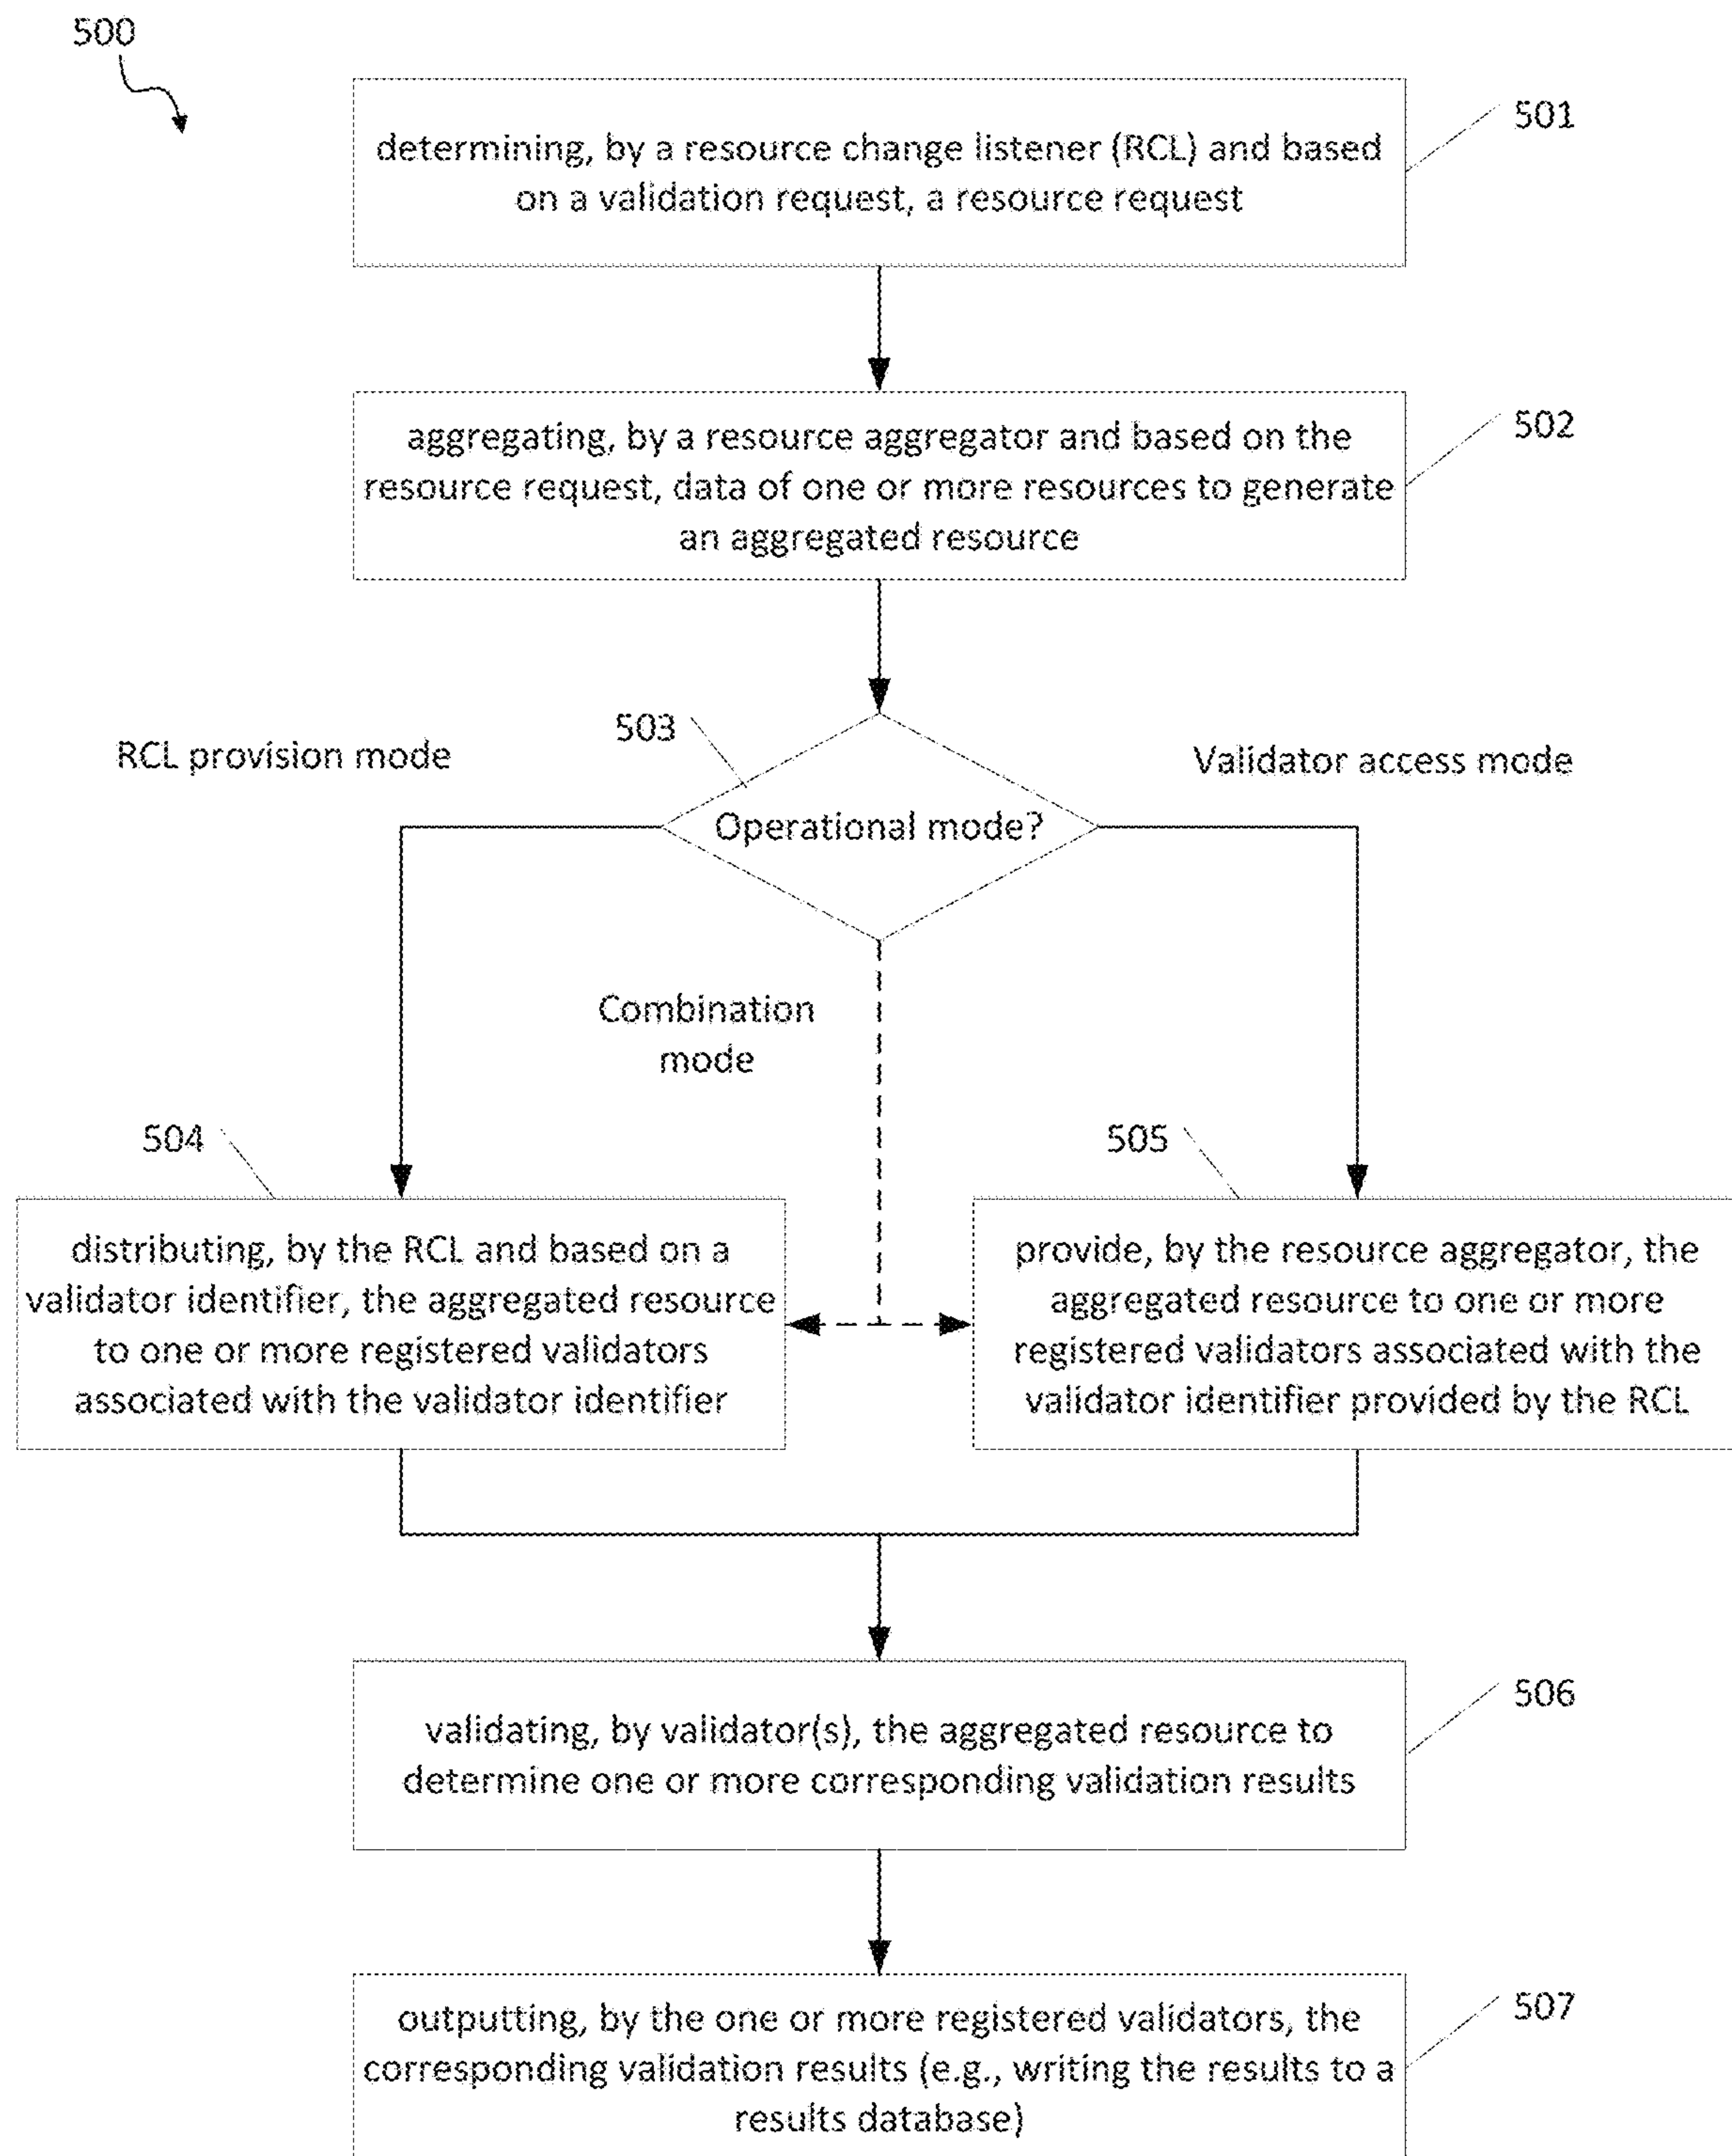 500
determining, by a resource change listener (RCL) and based
on a validation request, a resource request
501
aggregating, by a resource aggregator and based on the
resource request, data of one or more resources to generate
an aggregated resource
502
503
RCL provision mode
Validator access mode
Operational mode?
Combination
mode
504
505
distributing, by the RCL and based on a
validator identifier, the aggregated resource
to one or more registered validators
associated with the validator identifier
provide, by the resource aggregator, the
aggregated resource to one or more
registered validators associated with the
validator identifier provided by the RCL
506
validating, by validator(s), the aggregated resource to
determine one or more corresponding validation results
507
outputting, by the one or more registered validators, the
corresponding validation results (e.g., writing the results to a
results database)